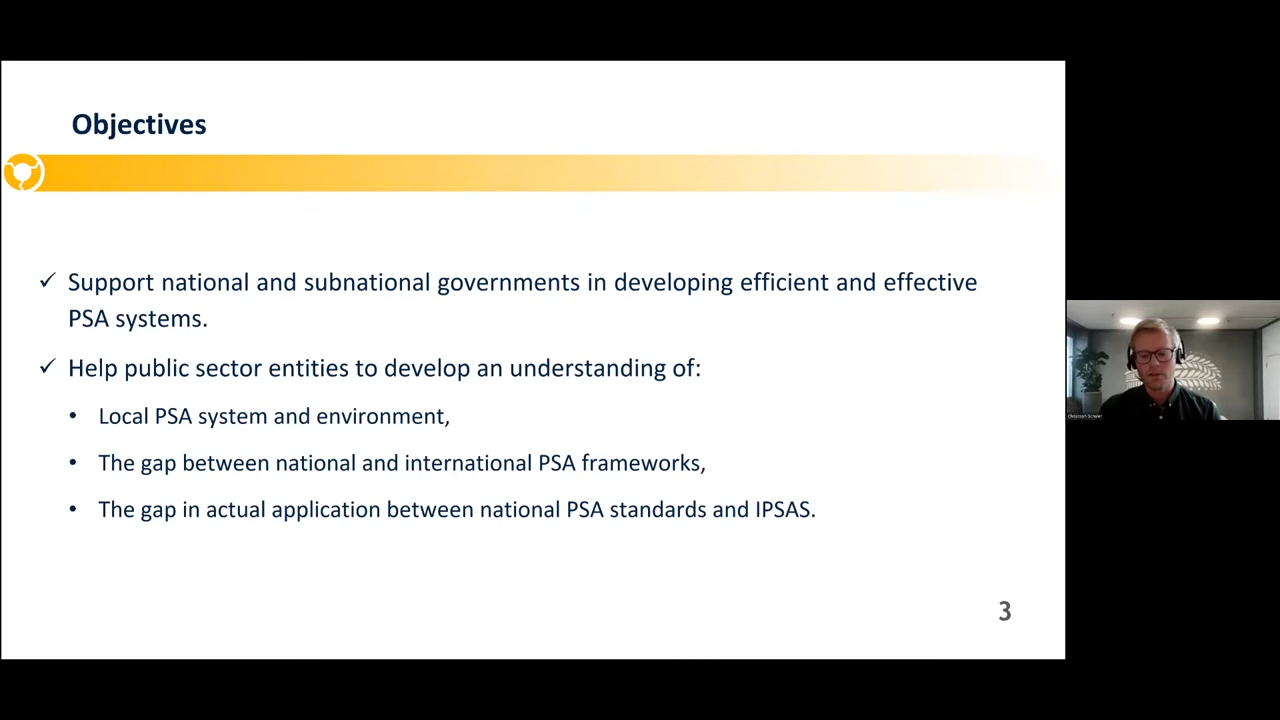 Objectives
✓ Support national and subnational governments in developing efficient and effective
PSA systems.
✓ Help public sector entities to develop an understanding of:
• Local PSA system and environment,
• The gap between national and international PSA frameworks,
• The gap in actual application between national PSA standards and IPSAS.
3